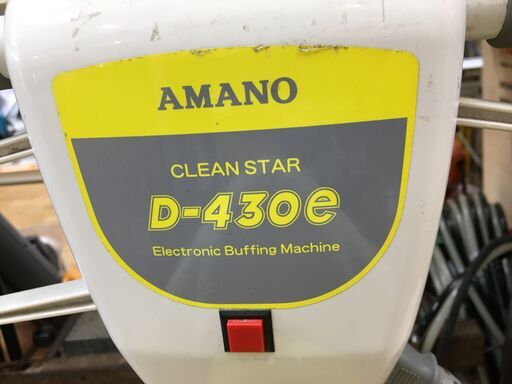 AMANO
CLEAN STAR
D-430e
Electronic Buffing Machine